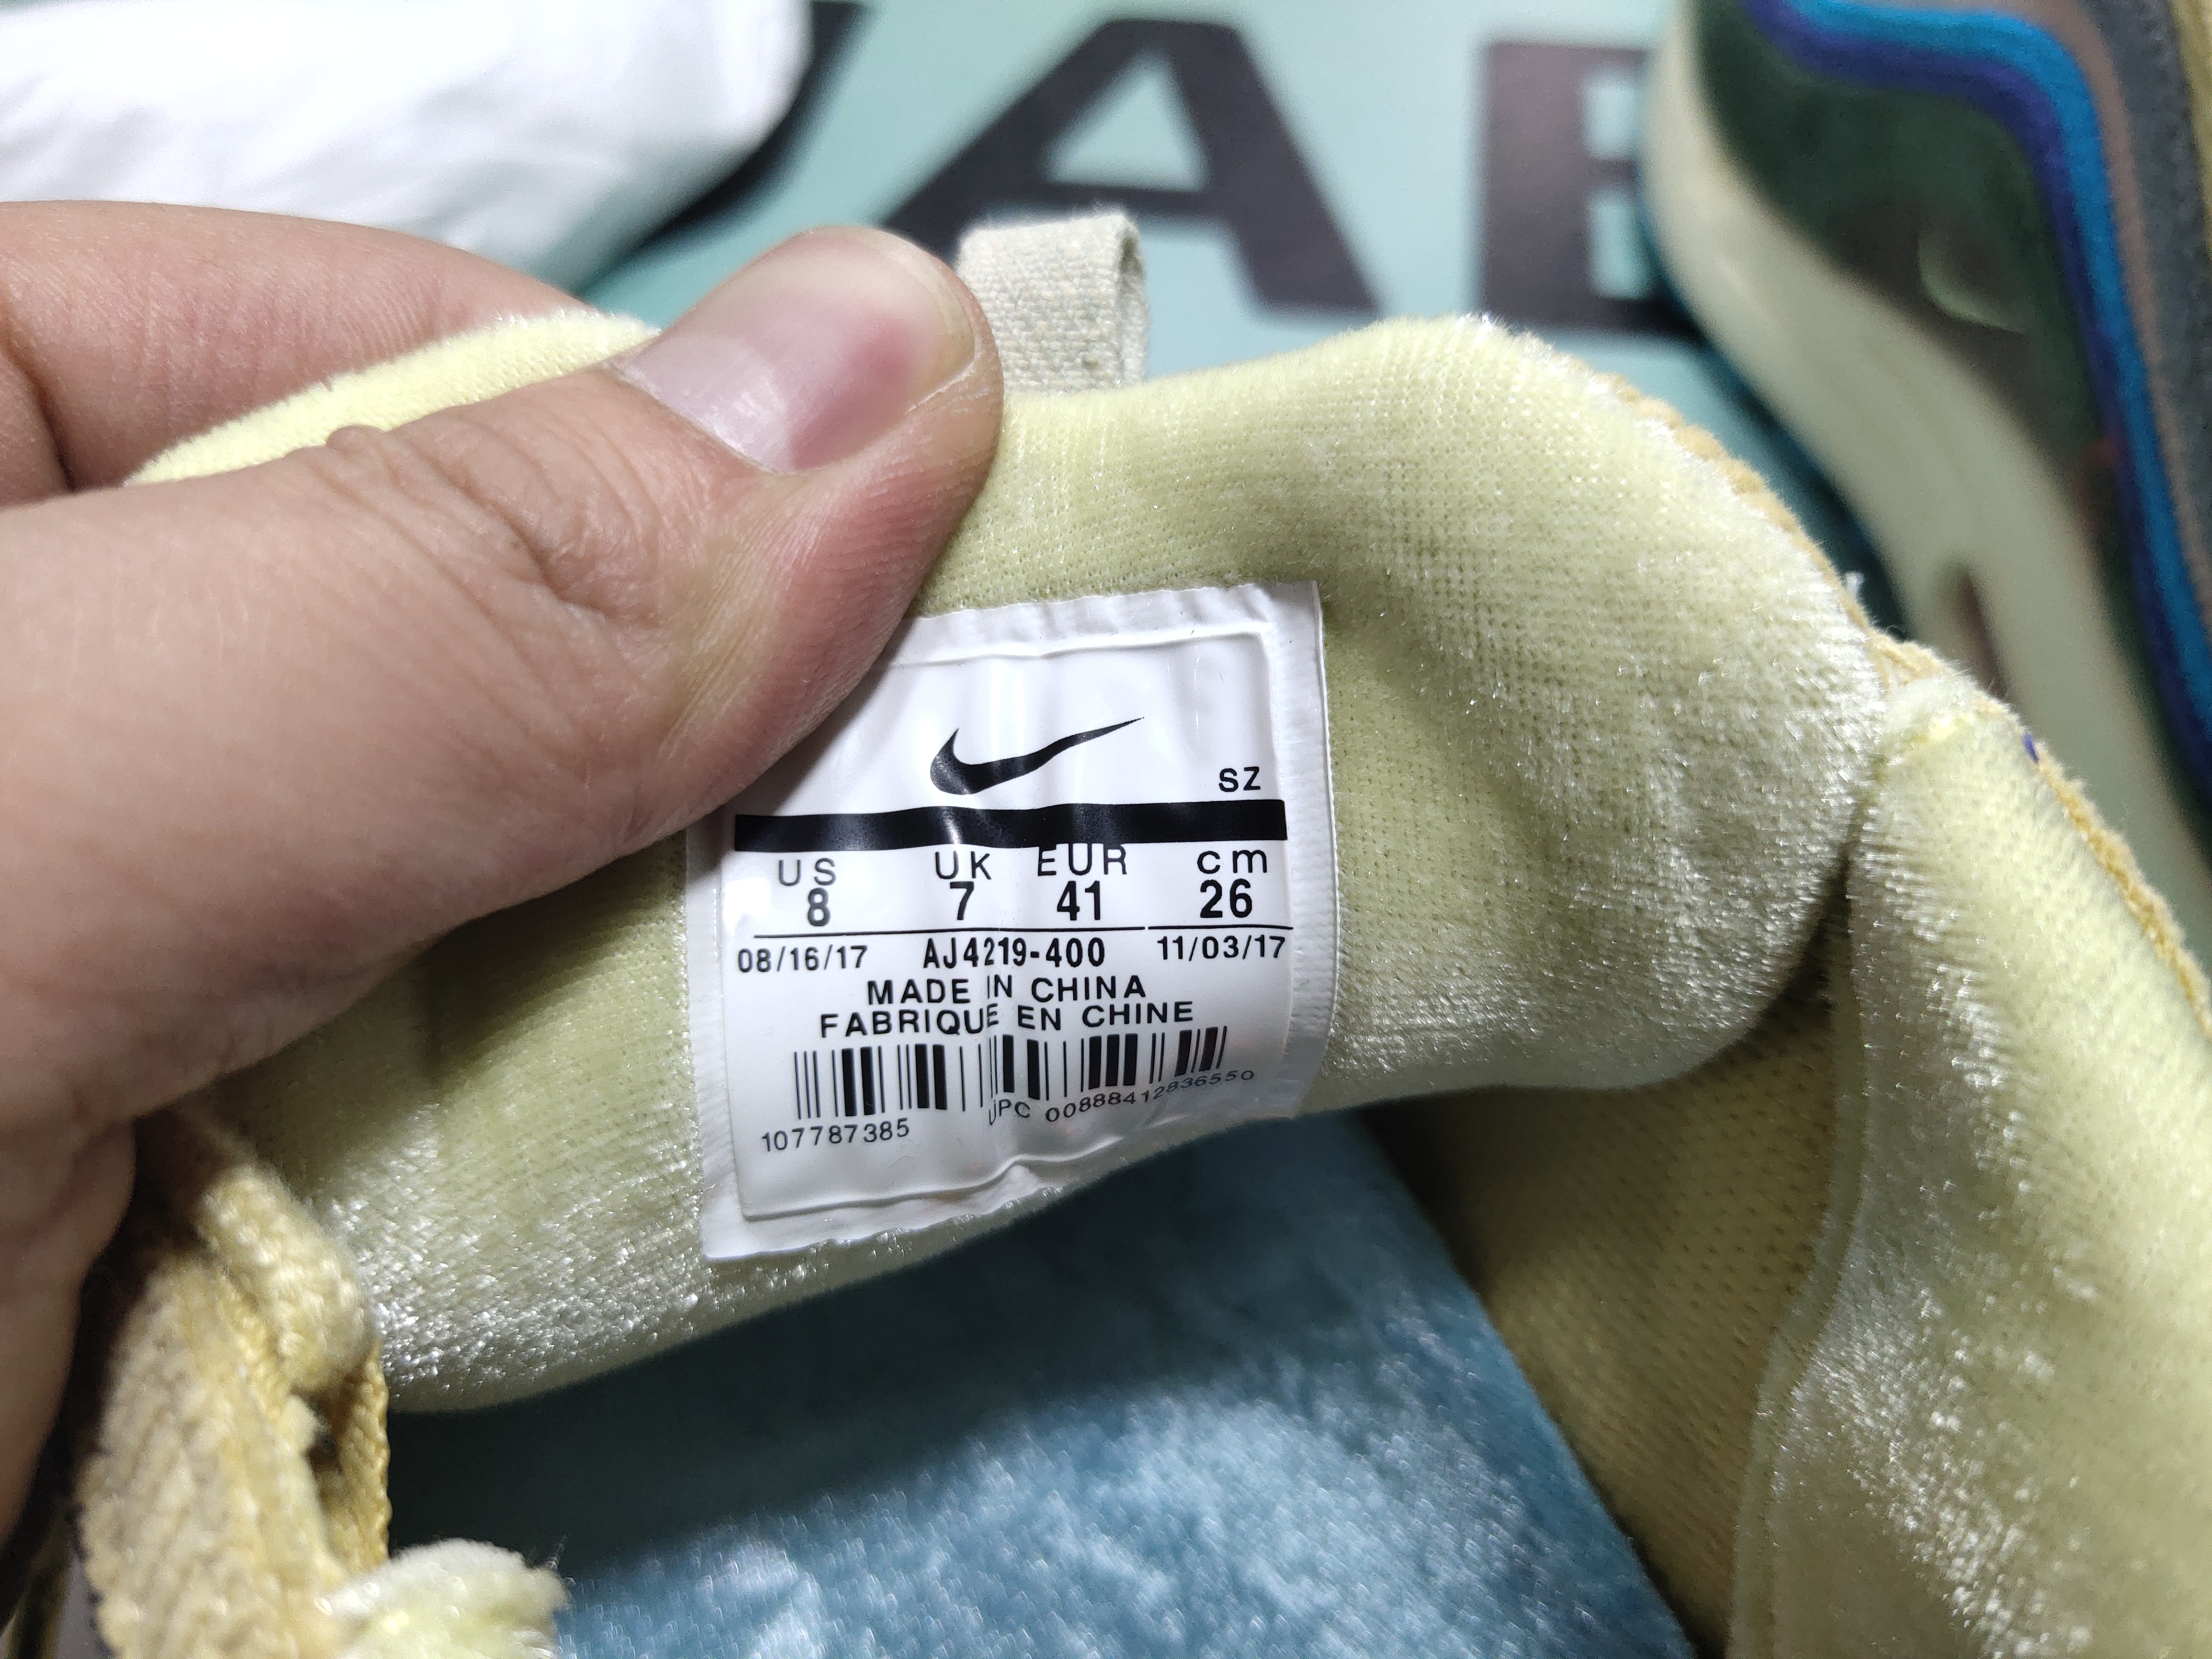 AB
SZ
US UK EUR cm
8 7 41 26
08/16/17 AJ4219-400 11/03/17
MADE IN CHINA
FABRIQUE EN CHINE
UPC 00888412836550
107787385